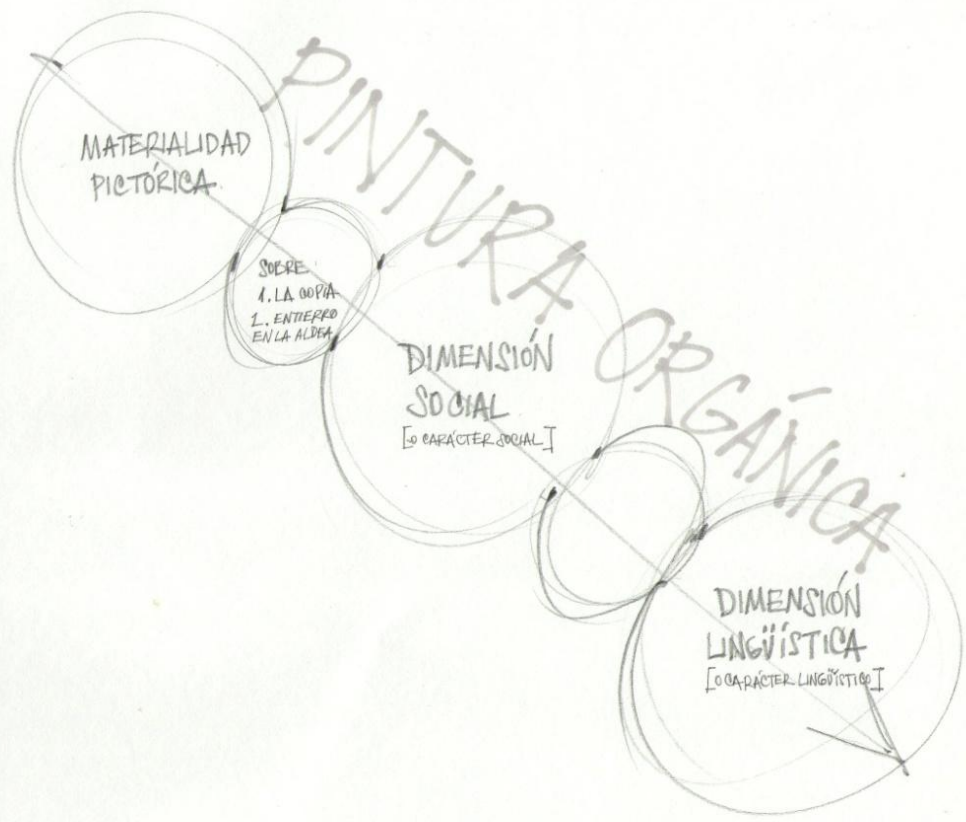 PINTURA ORGÁNICA
MATERIALIDAD
PICTÓRICA
SOBRE
1. LA COPIA
2. ENTIERRO
EN LA ALDEA
DIMENSIÓN
SOCIAL
[O CARÁCTER SOCIAL]
DIMENSIÓN
LINGÜÍSTICA
[O CARÁCTER LINGÜÍSTICO]